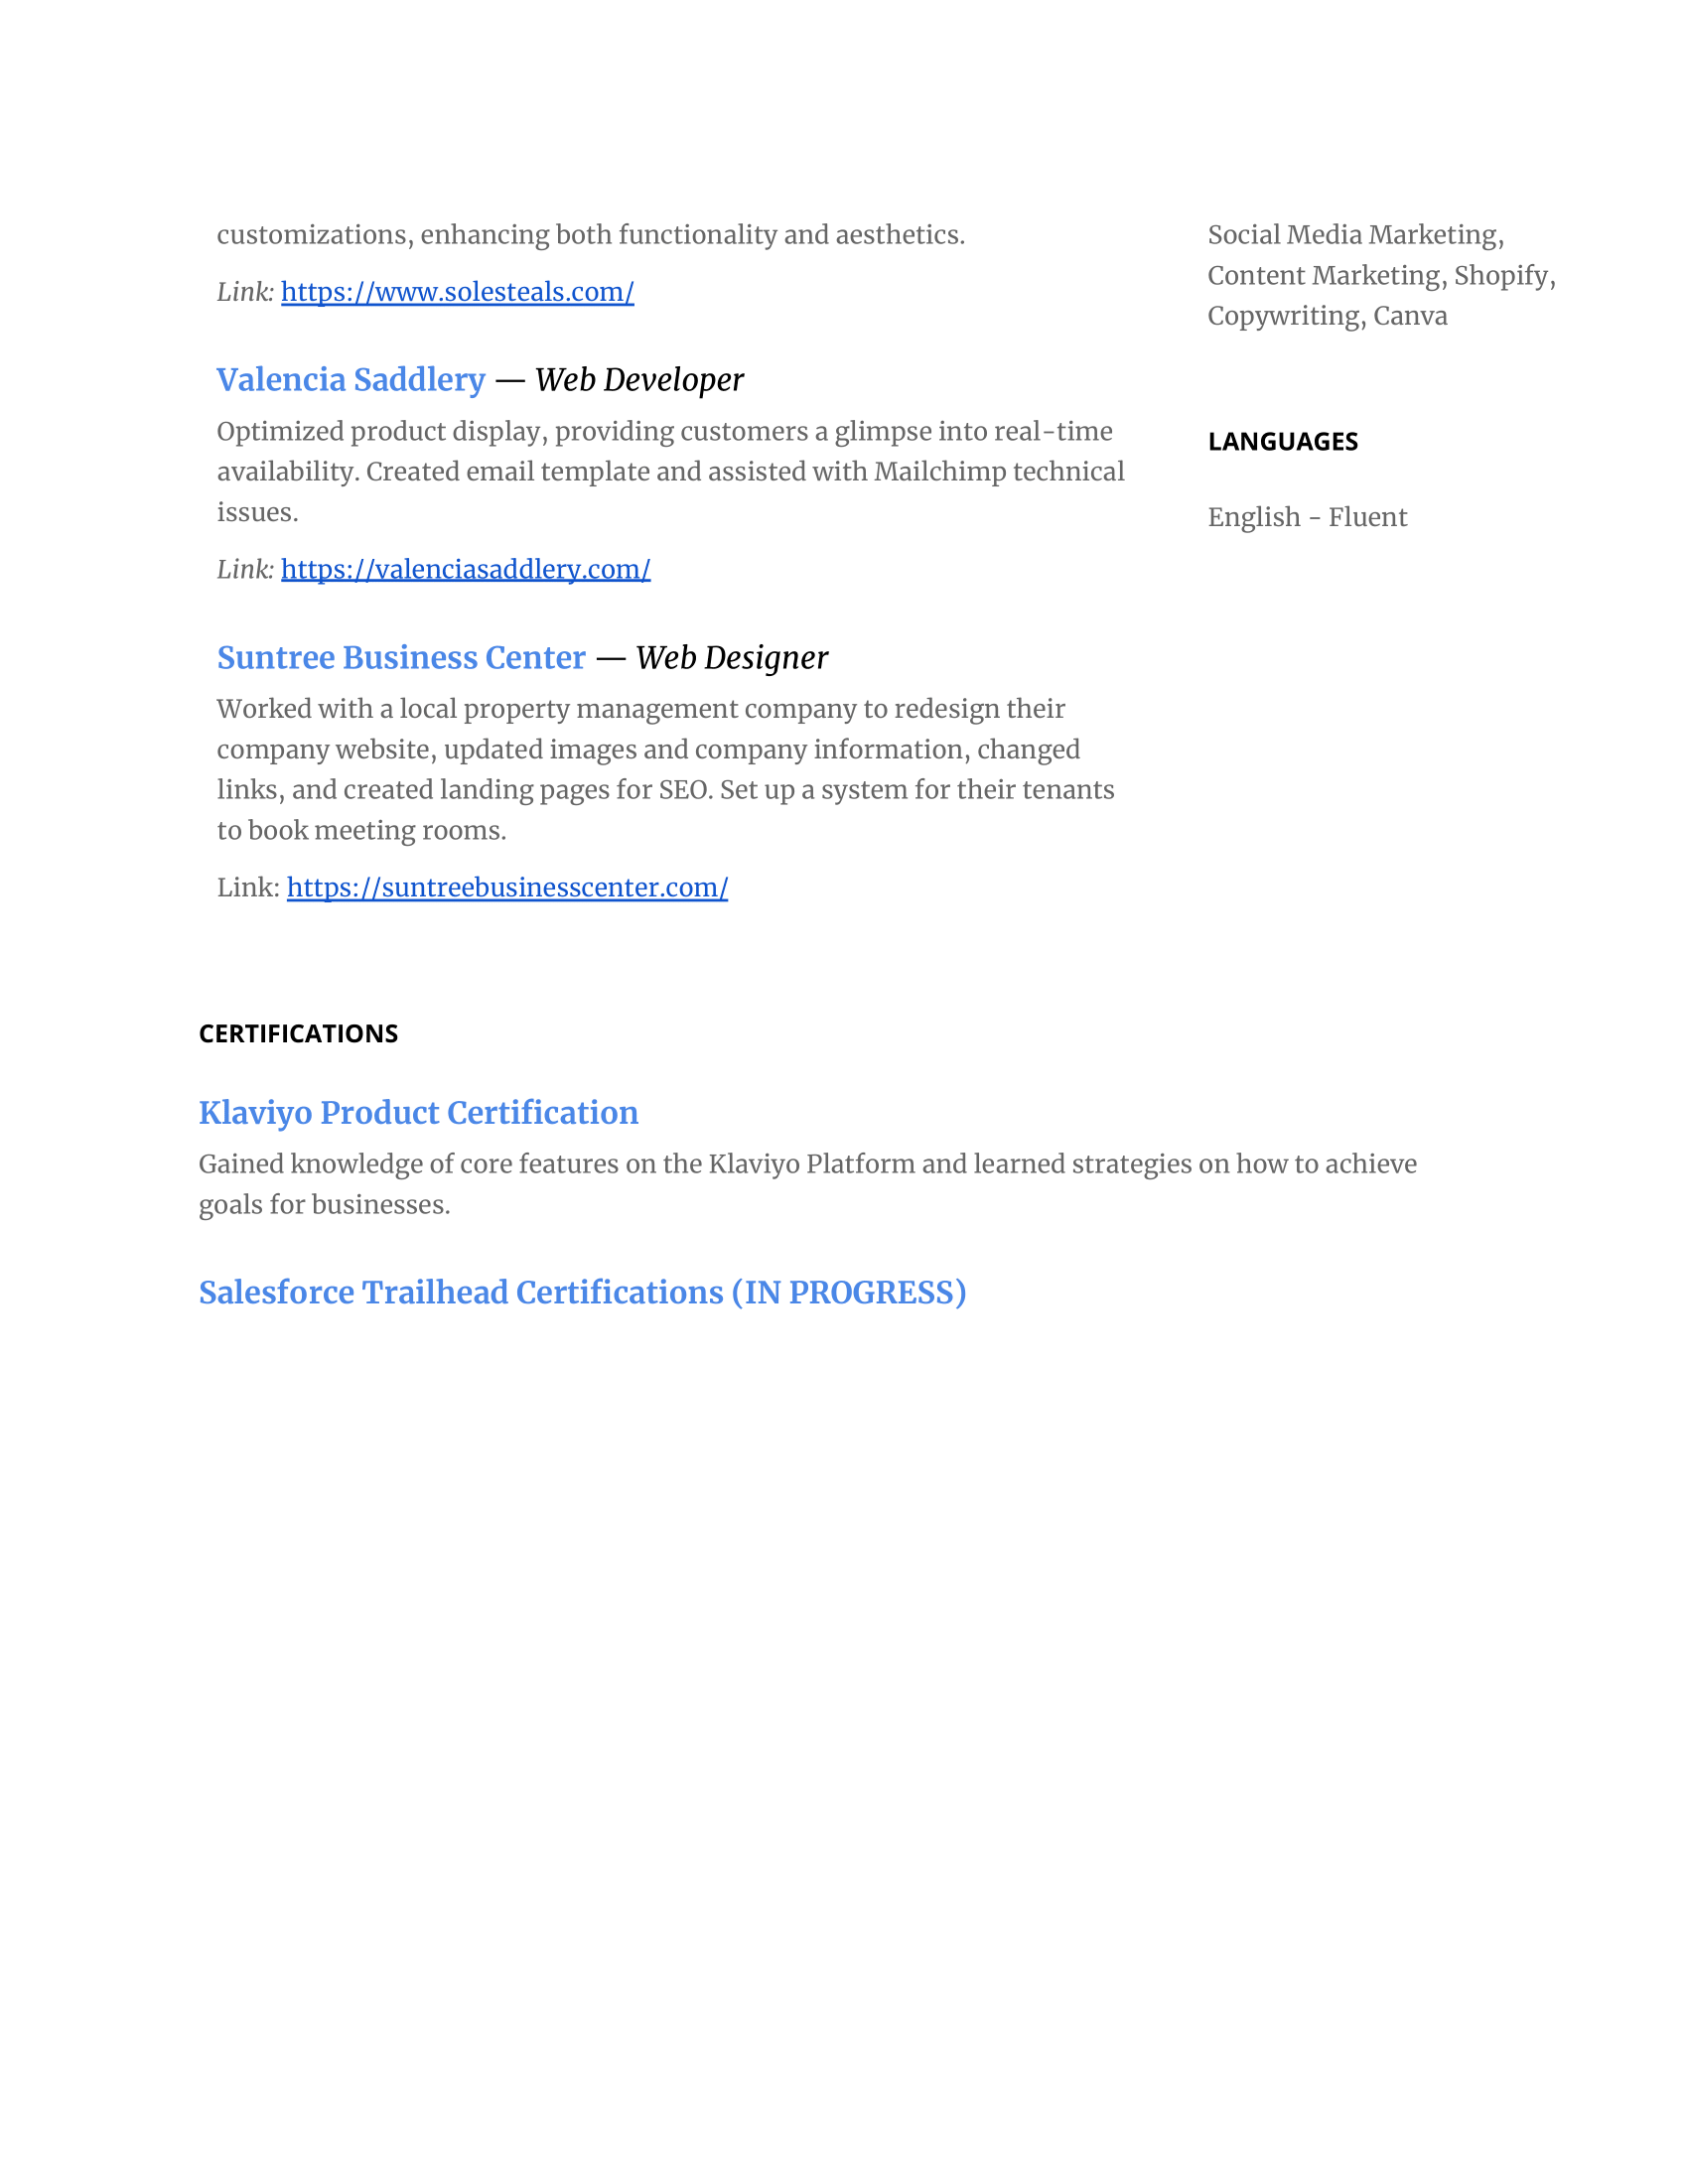 customizations, enhancing both functionality and aesthetics.
Link: https://www.solesteals.com/
Valencia Saddlery — Web Developer
Optimized product display, providing customers a glimpse into real-time
availability. Created email template and assisted with Mailchimp technical
issues.
Link: https://valenciasaddlery.com/
Suntree Business Center — Web Designer
Worked with a local property management company to redesign their
company website, updated images and company information, changed
links, and created landing pages for SEO. Set up a system for their tenants
to book meeting rooms.
Link: https://suntreebusinesscenter.com/
Social Media Marketing,
Content Marketing, Shopify,
Copywriting, Canva
LANGUAGES
English - Fluent
CERTIFICATIONS
Klaviyo Product Certification
Gained knowledge of core features on the Klaviyo Platform and learned strategies on how to achieve
goals for businesses.
Salesforce Trailhead Certifications (IN PROGRESS)